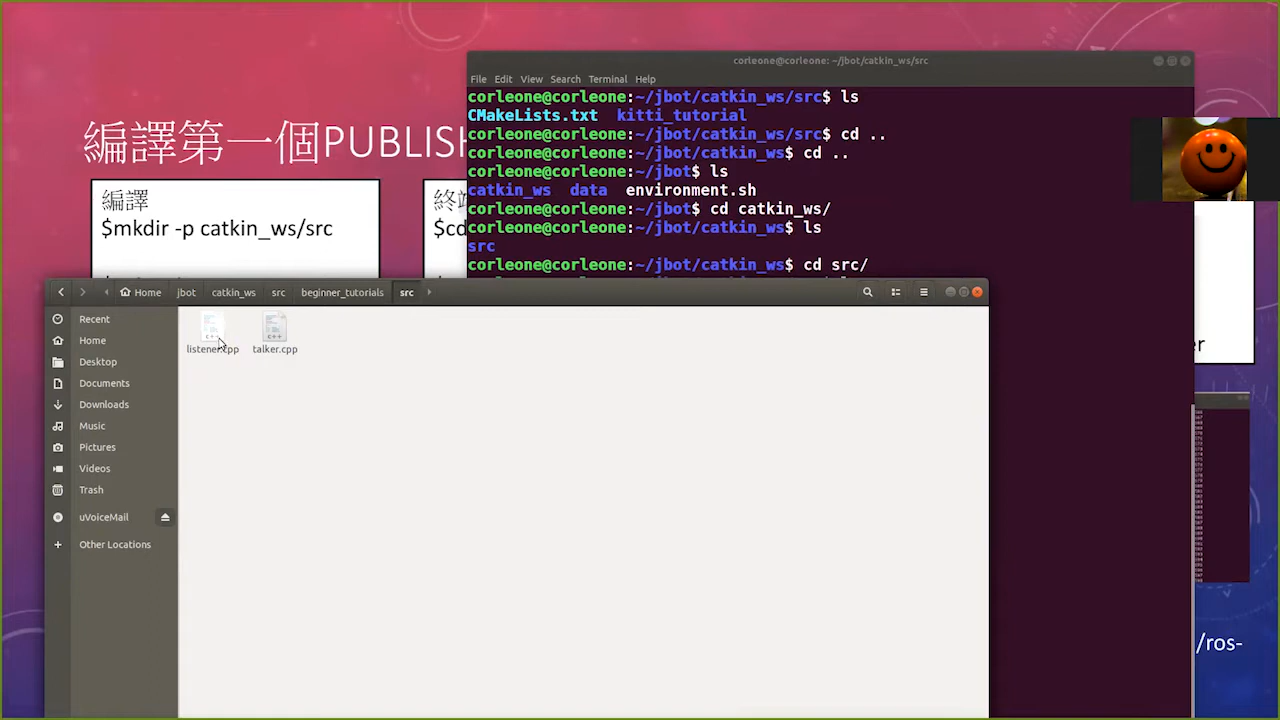 編譯第一個PUBLISH
編譯
$mkdir -p catkin_ws/src
$cd
corleone@corleone: ~/jbot/catkin_ws/src
File Edit View Search Terminal Help
corleone@corleone:~/jbot/catkin_ws/src$ ls
CMakeLists.txt kitti_tutorial
corleone@corleone:~/jbot/catkin_ws/src$ cd ..
corleone@corleone:~/jbot/catkin_ws$ cd ..
corleone@corleone:~/jbot$ ls
catkin_ws data environment.sh
corleone@corleone:~/jbot$ cd catkin_ws/
corleone@corleone:~/jbot/catkin_ws$ ls
src
corleone@corleone:~/jbot/catkin_ws$ cd src/
Home jbot catkin_ws src beginner_tutorials src
Recent
Home
Desktop
Documents
Downloads
Music
Pictures
Videos
Trash
uVoiceMail
Other Locations
C++ C++
listener.cpp talker.cpp
er
/ros-